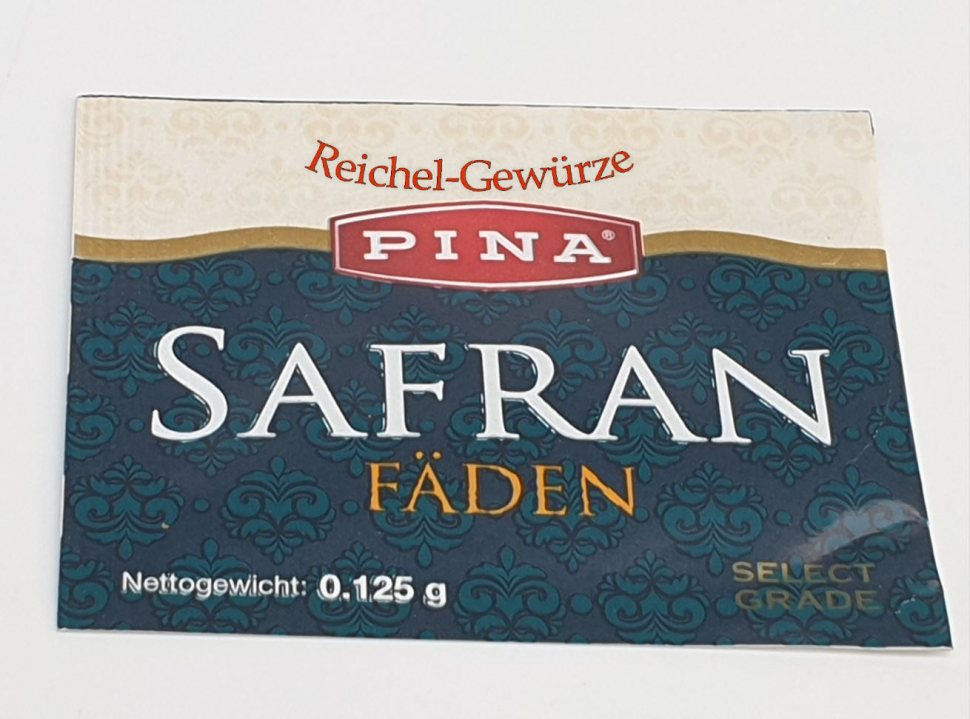 Reichel-Gewürze
PINA®
SAFRAN
FÄDEN
Nettogewicht: 0.125 g
SELECT
GRADE